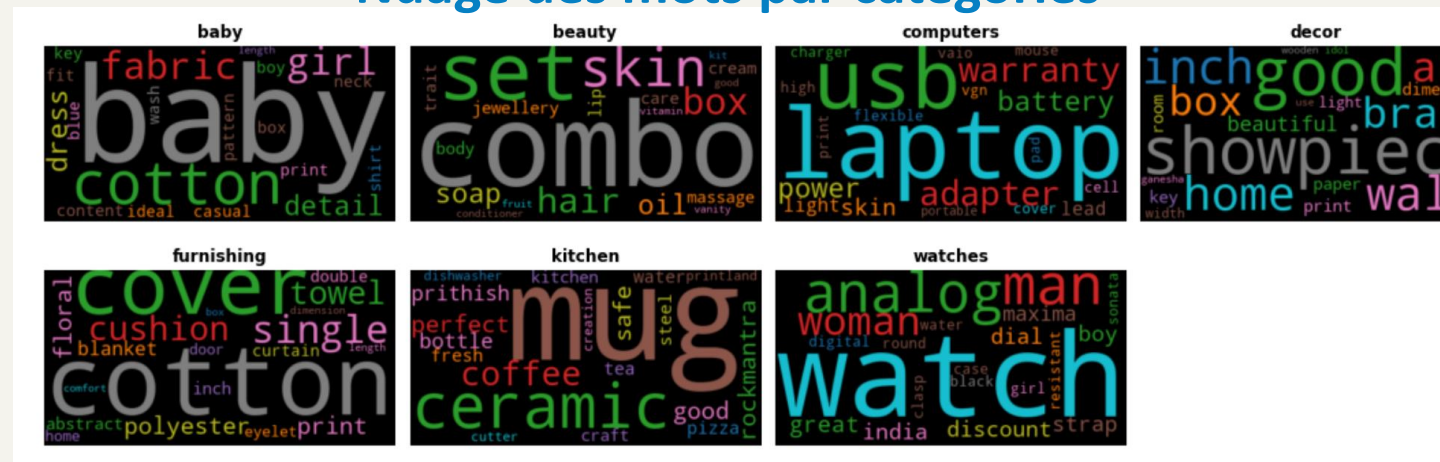 Nuage des mots par catégories
baby
beauty
computers
decor
key
length
fabric
boy
girl
fit
neck
baby
wash
pattern
dress
blue
box
cotton
print
shirt
content ideal casual detail
trait
set
skin
kit
cream
good
jewellery
lip
care
vitamin
box
combo
body
soap
fruit
hair
oil
massage
vanity
conditioner
charger
vaio
mouse
usb
warranty
high
vgn
battery
flexible
print
laptop
pad
power
adapter
cell
light
skin
portable
cover
lead
wooden idol
inch
good
a
dime
box
use
light
bra
room
beautiful
showpiec
ganesha
key
home
paper
print
wal
width
furnishing
kitchen
watches
floral
cover
double
towel
box
dimension
cushion
single
blanket
door
curtain
length
cotton
comfort
inch
abstract
polyester
eyelet
print
home
dishwasher
kitchen
water
printland
prithish
mug
creation
safe
steel
perfect
bottle
fresh
coffee
tea
rockmantra
ceramic
good
pizza
cutter
craft
analog
man
sonata
woman
water
maxima
digital
round
dial
boy
watch
case
black
clasp
girl
resistant
great
india
discount
strap